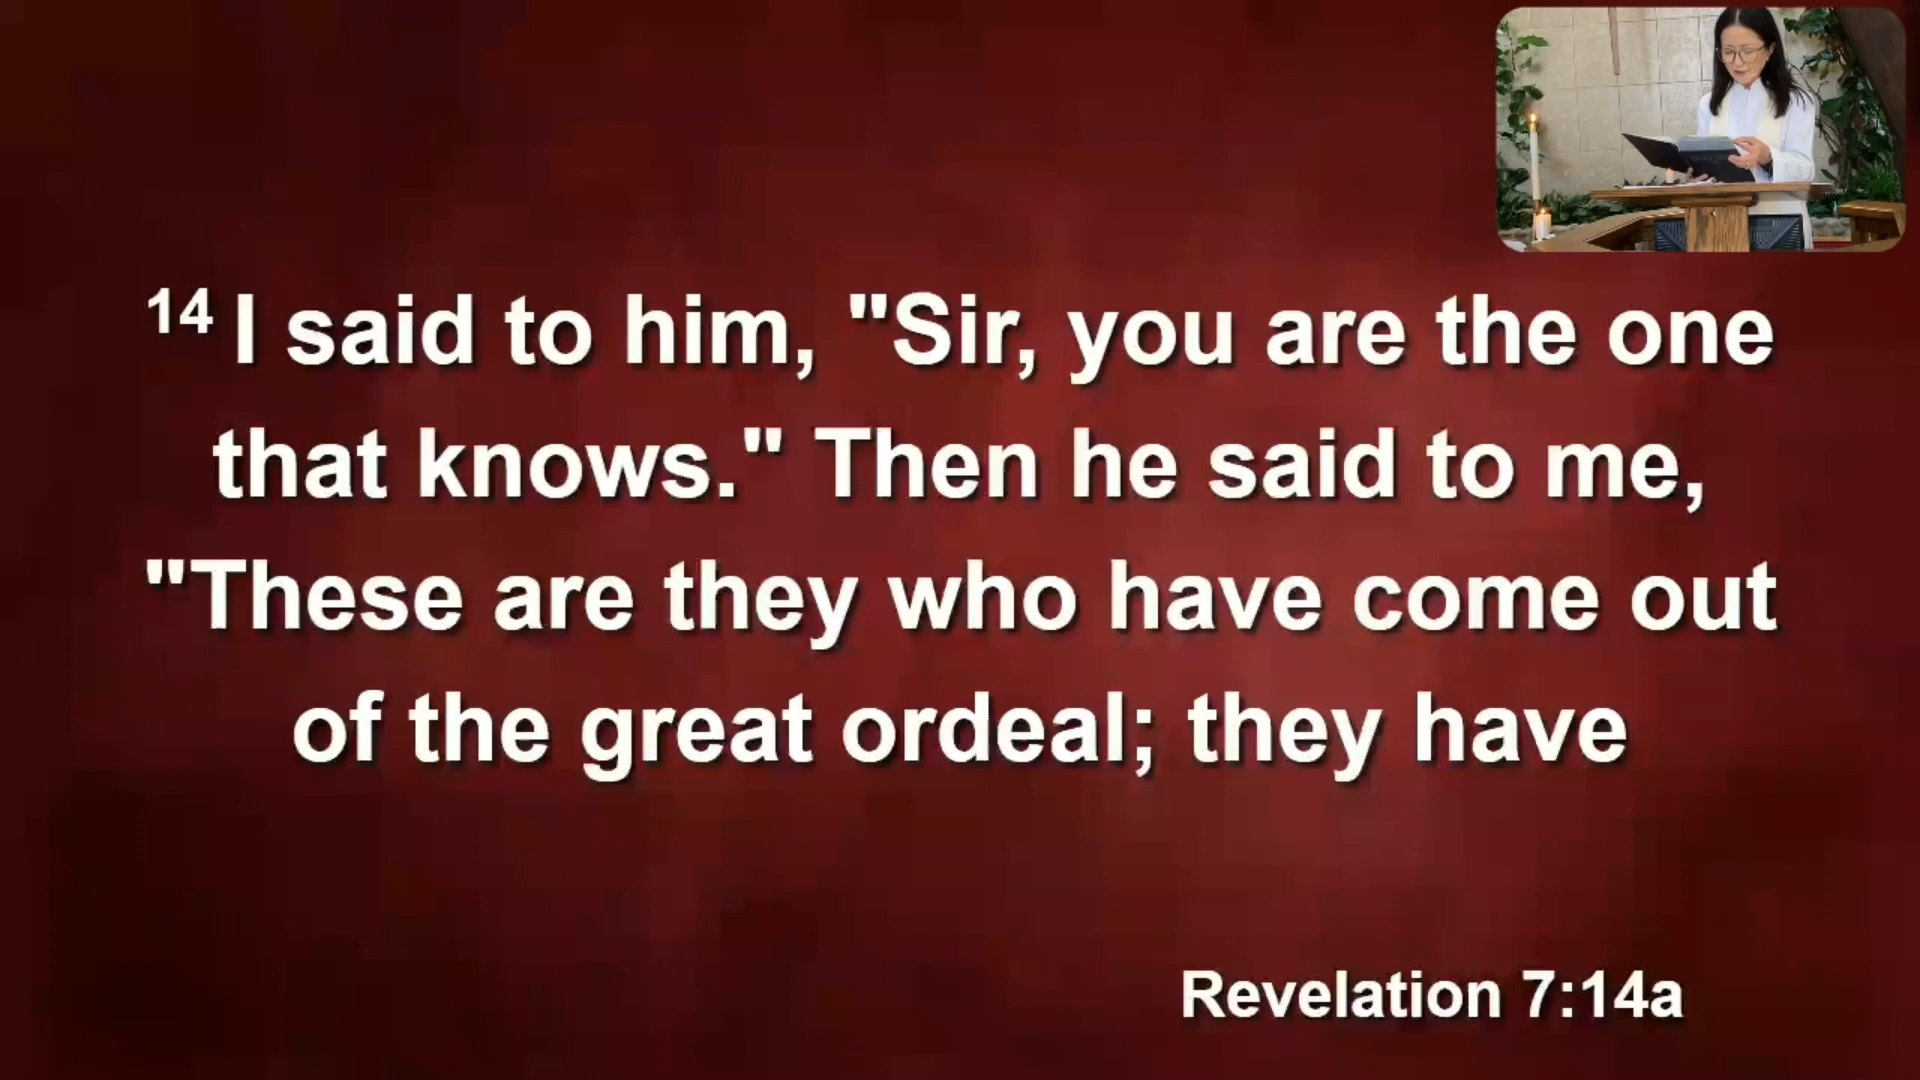 14 I said to him, "Sir, you are the one
that knows." Then he said to me,
"These are they who have come out
of the great ordeal; they have
Revelation 7:14a